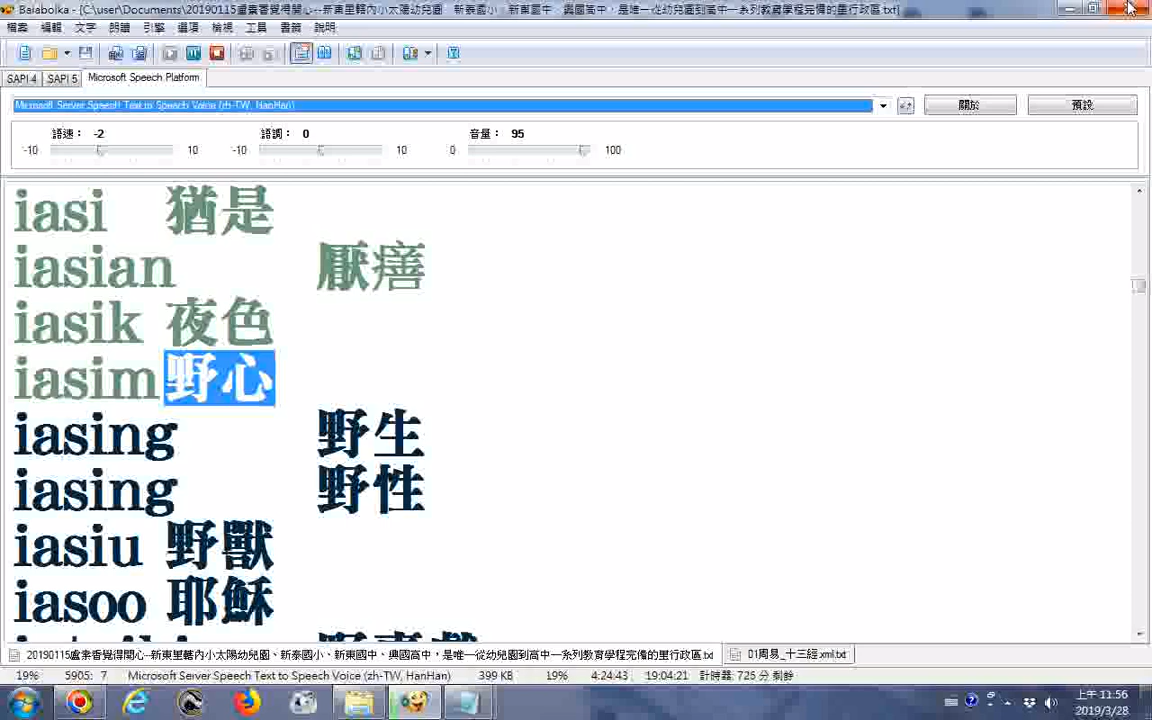 Balabolka - [C:\user\Documents\20190115盧素香覺得開心--新東里轄內小太陽幼兒園、新泰國小、新東國中、興國高中，是唯一從幼兒園到高中一系列教育學程完備的里行政區.txt]
檔案 編輯 文字 朗讀 引擎 選項 檢視 工具 書籤 說明
SAPI 4 SAPI 5 Microsoft Speech Platform
Microsoft Server Speech Text to Speech Voice (zh-TW, HanHan) 關於 預設
語速： -2 語調： 0 音量： 95
-10 10 -10 10 0 100
iasi 猶是
iasian 厭瘩
iasik 夜色
iasim 野心
iasing 野生
iasing 野性
iasiu 野獸
iasoo 耶穌
20190115盧素香覺得開心--新東里轄內小太陽幼兒園、新泰國小、新東國中、興國高中，是唯一從幼兒園到高中一系列教育學程完備的里行政區.txt 01周易_十三經.xml.txt
19% 5905: 7 Microsoft Server Speech Text to Speech Voice (zh-TW, HanHan) 399 KB 19% 4:24:43 19:04:21 計時器: 725 分 剩餘
上午 11:56
2019/3/28